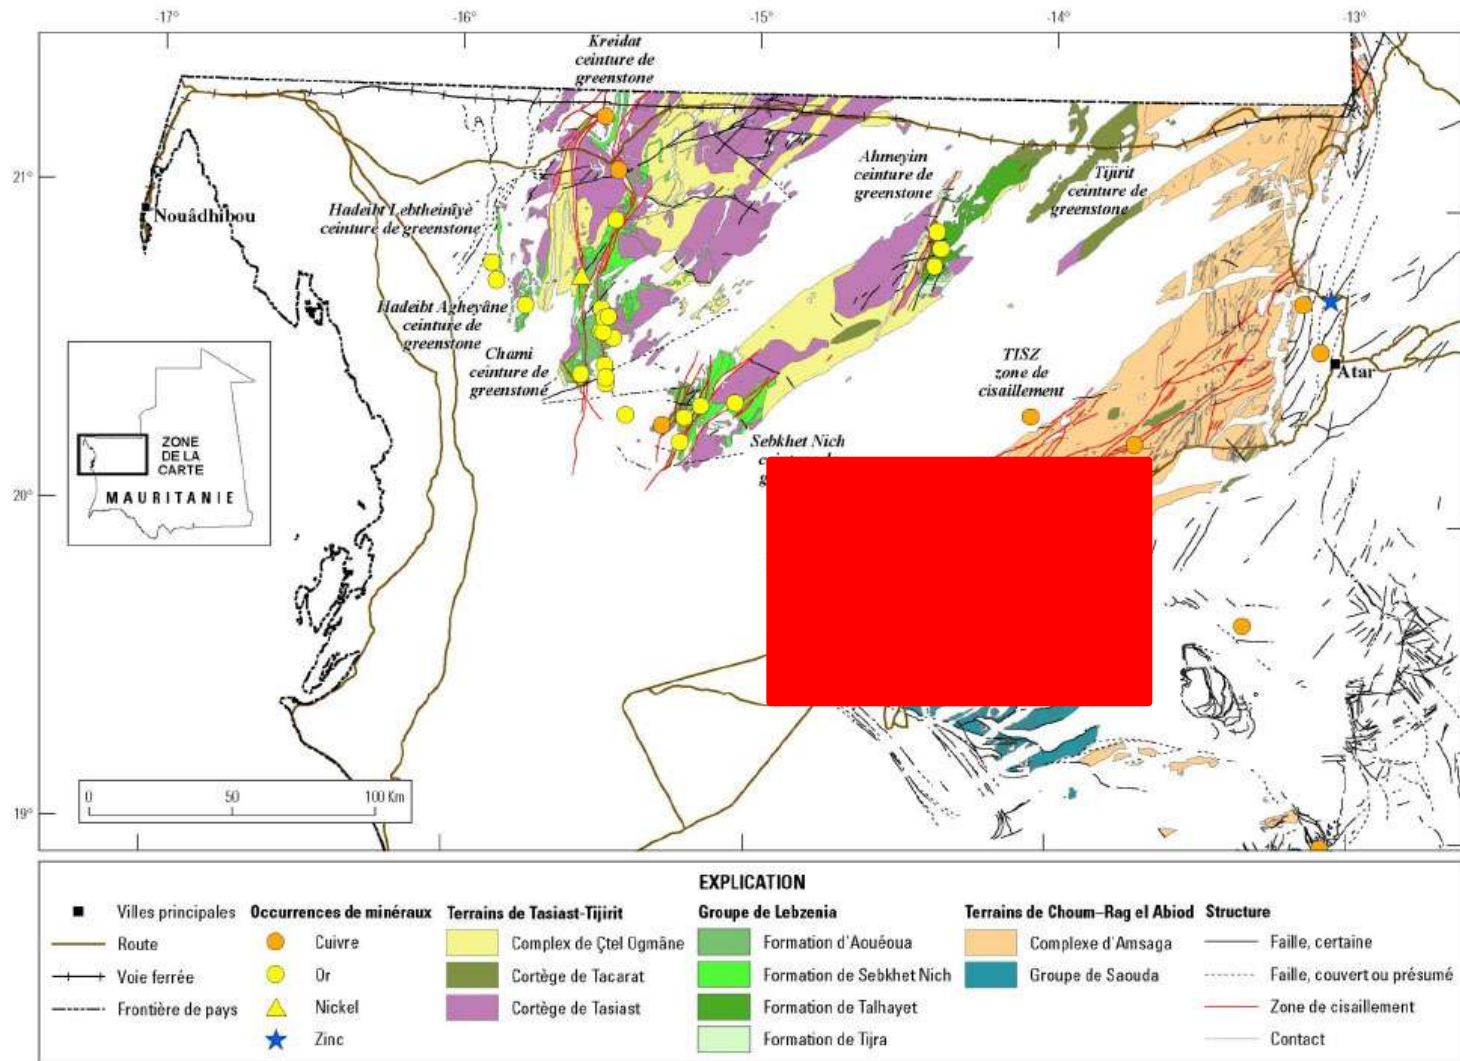 -17°
-16°
-15°
-14°
-13°
Kreidat
ceinture de
greenstone
21°
Nouâdhibou
Hadeibt Lebtheinîyè
ceinture de greenstone
Ahmeyim
ceinture de
greenstone
Tijirit
ceinture de
greenstone
Hadeibt Agheyâne
ceinture de
greenstone
Chami
ceinture de
greenstone
TISZ
zone de
cisaillement
Atar
ZONE
DE LA
CARTE
MAURITANIE
Sebkhet Nich
20°
19°
0 50 100 Km
EXPLICATION
Villes principales
Route
Voie ferrée
Frontière de pays
Occurrences de minéraux
Cuivre
Or
Nickel
Zinc
Terrains de Tasiast-Tijirit
Complex de Çtel Ogmâne
Cortège de Tacarat
Cortège de Tasiast
Groupe de Lebzenia
Formation d'Aouéoua
Formation de Sebkhet Nich
Formation de Talhayet
Formation de Tijra
Terrains de Choum–Rag el Abiod
Complexe d'Amsaga
Groupe de Saouda
Structure
Faille, certaine
Faille, couvert ou présumé
Zone de cisaillement
Contact